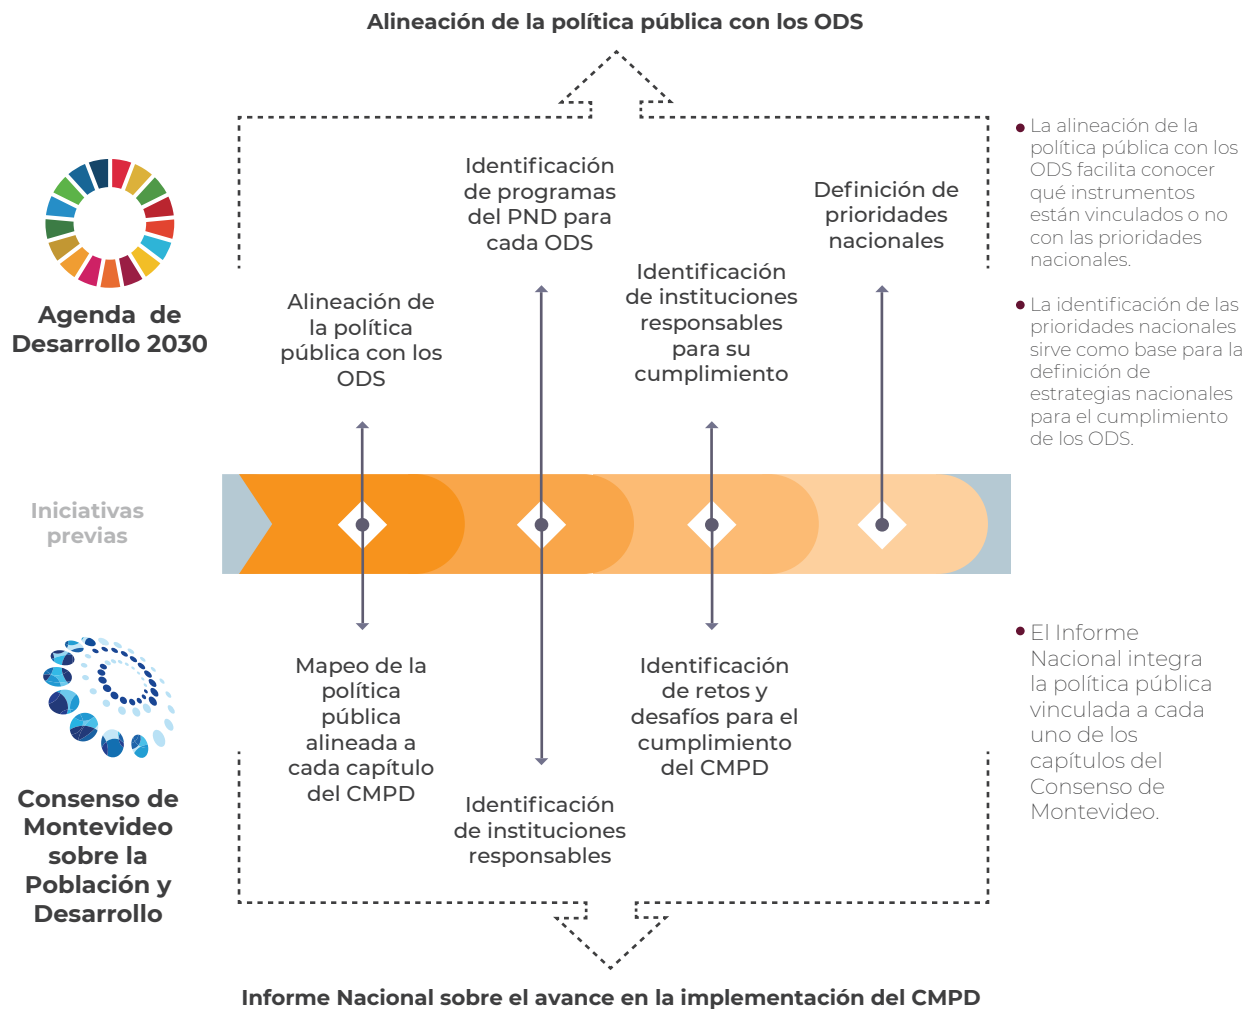 Alineación de la política pública con los ODS
Agenda de
Desarrollo 2030
Alineación de
la política
pública con los
ODS
Identificación
de programas
del PND para
cada ODS
Identificación
de instituciones
responsables
para su
cumplimiento
Definición de
prioridades
nacionales
La alineación de la
política pública con los
ODS facilita conocer
qué instrumentos
están vinculados o no
con las prioridades
nacionales.
La identificación de las
prioridades nacionales
sirve como base para la
definición de
estrategias nacionales
para el cumplimiento
de los ODS.
Iniciativas
previas
Consenso de
Montevideo
sobre la
Población y
Desarrollo
Mapeo de la
política
pública
alineada a
cada capítulo
del CMPD
Identificación
de instituciones
responsables
Identificación
de retos y
desafíos para el
cumplimiento
del CMPD
El Informe
Nacional integra
la política pública
vinculada a cada
uno de los
capítulos del
Consenso de
Montevideo.
Informe Nacional sobre el avance en la implementación del CMPD